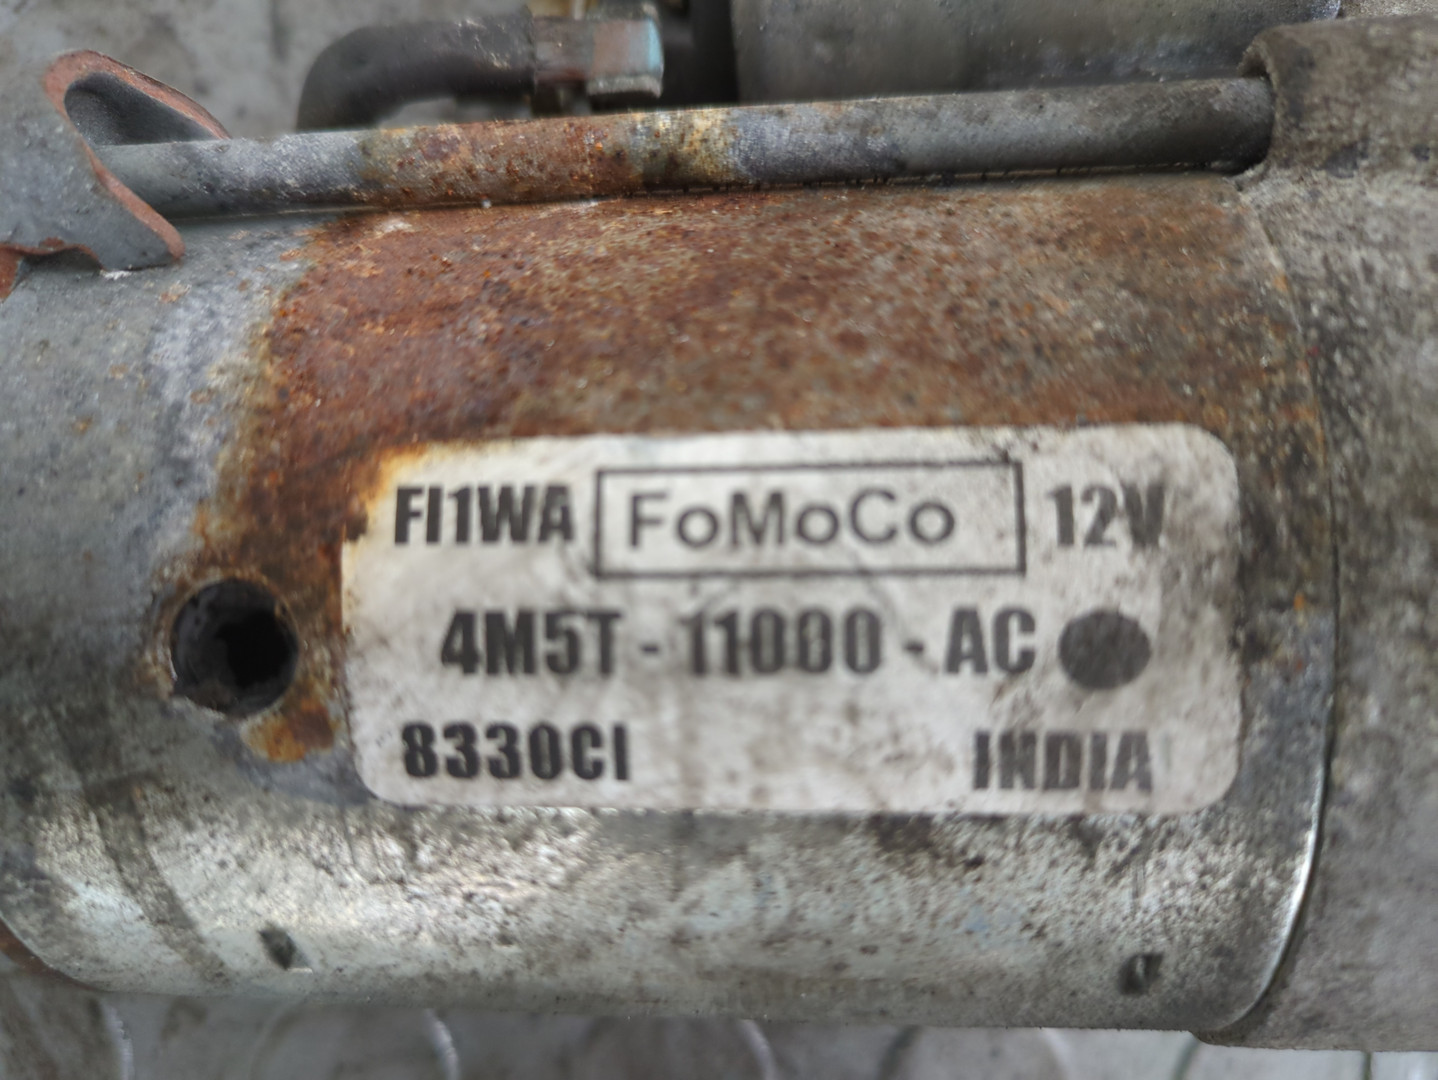 FI1WA FoMoCo 12V
4M5T - 11000 - AC
8330CI INDIA